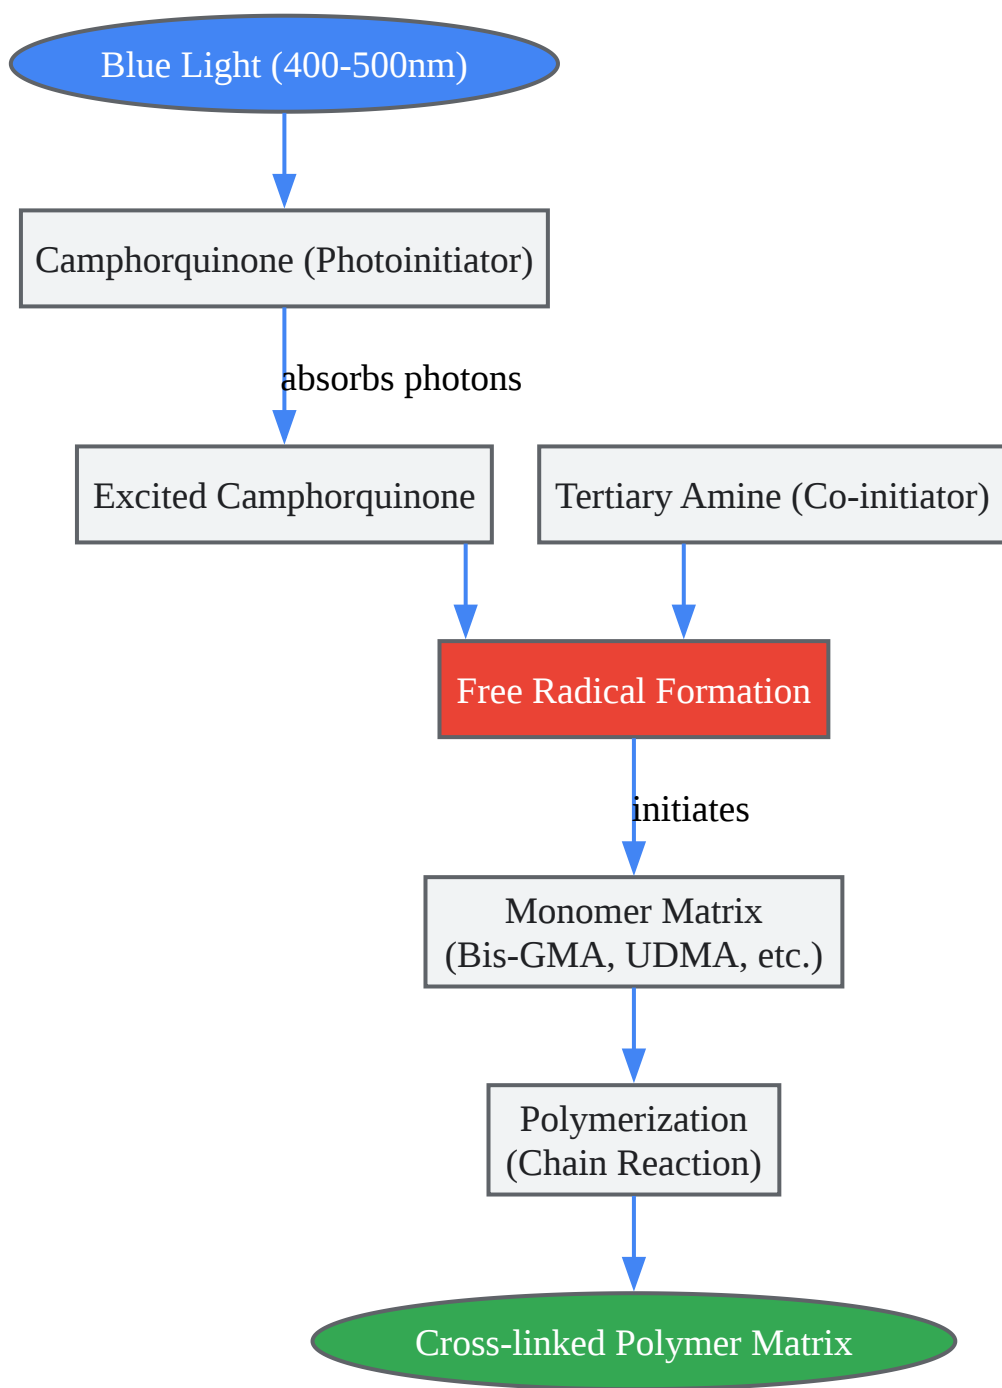 Blue Light (400-500nm)
Camphorquinone (Photoinitiator)
absorbs photons
Excited Camphorquinone
Tertiary Amine (Co-initiator)
Free Radical Formation
initiates
Monomer Matrix
(Bis-GMA, UDMA, etc.)
Polymerization
(Chain Reaction)
Cross-linked Polymer Matrix